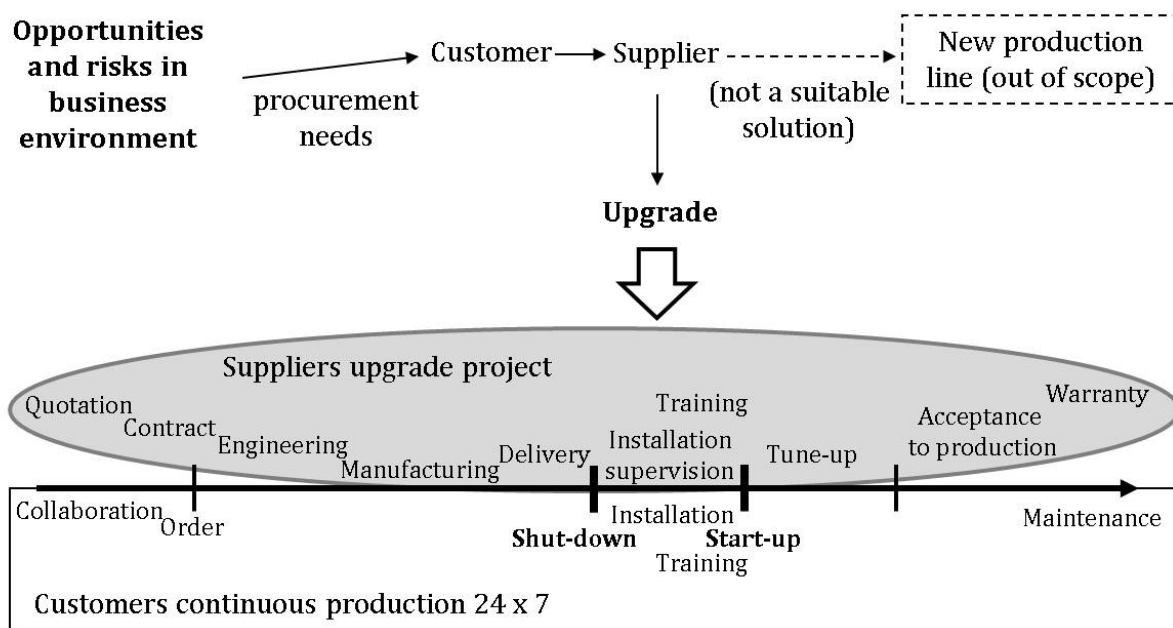 Opportunities
and risks in
business
environment
procurement
needs
Customer
Supplier
(not a suitable
solution)
New production
line (out of scope)
Upgrade
Suppliers upgrade project
Quotation
Contract
Engineering
Manufacturing
Delivery
Training
Installation
supervision
Tune-up
Acceptance
to production
Warranty
Collaboration
Order
Shut-down
Installation
Training
Start-up
Maintenance
Customers continuous production 24 x 7